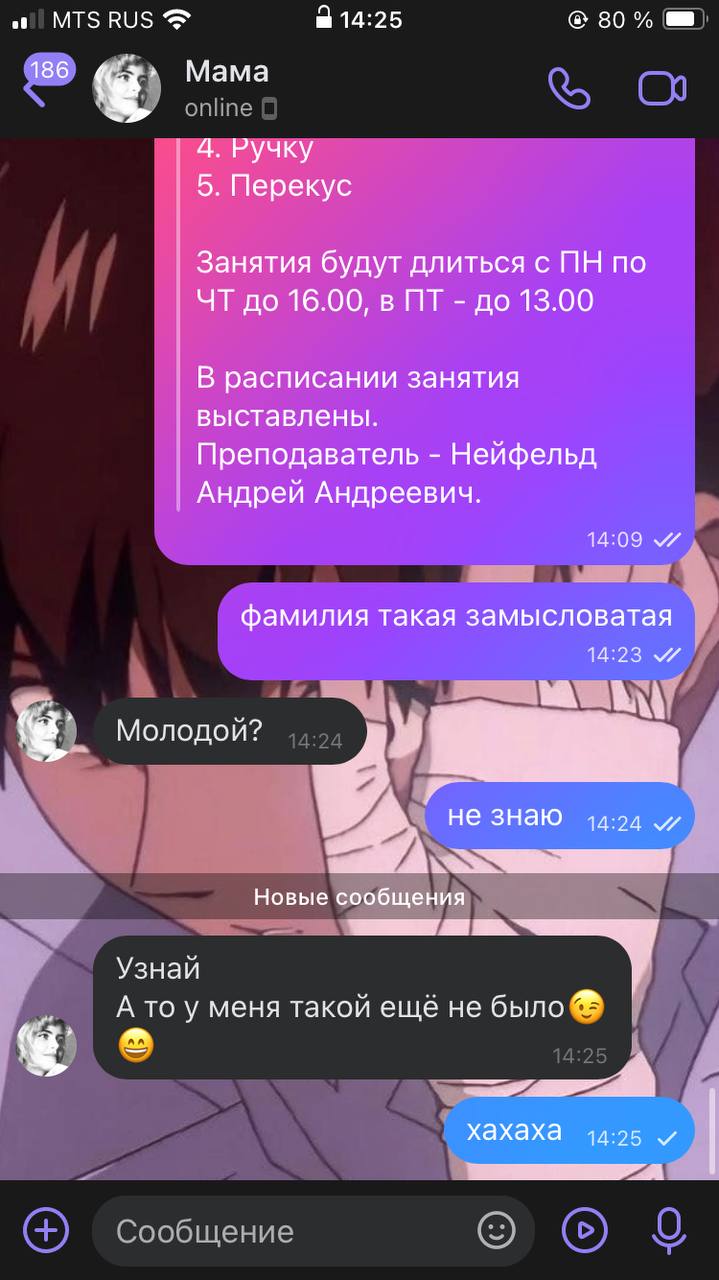 MTS RUS 14:25 80 %
186
Мама
online
4. Ручку
5. Перекус
Занятия будут длиться с ПН по
ЧТ до 16.00, в ПТ - до 13.00
В расписании занятия
выставлены.
Преподаватель - Нейфельд
Андрей Андреевич.
14:09
фамилия такая замысловатая
14:23
Молодой? 14:24
не знаю 14:24
Новые сообщения
Узнай
А то у меня такой ещё не было😉
😄
14:25
хахаха 14:25
Сообщение